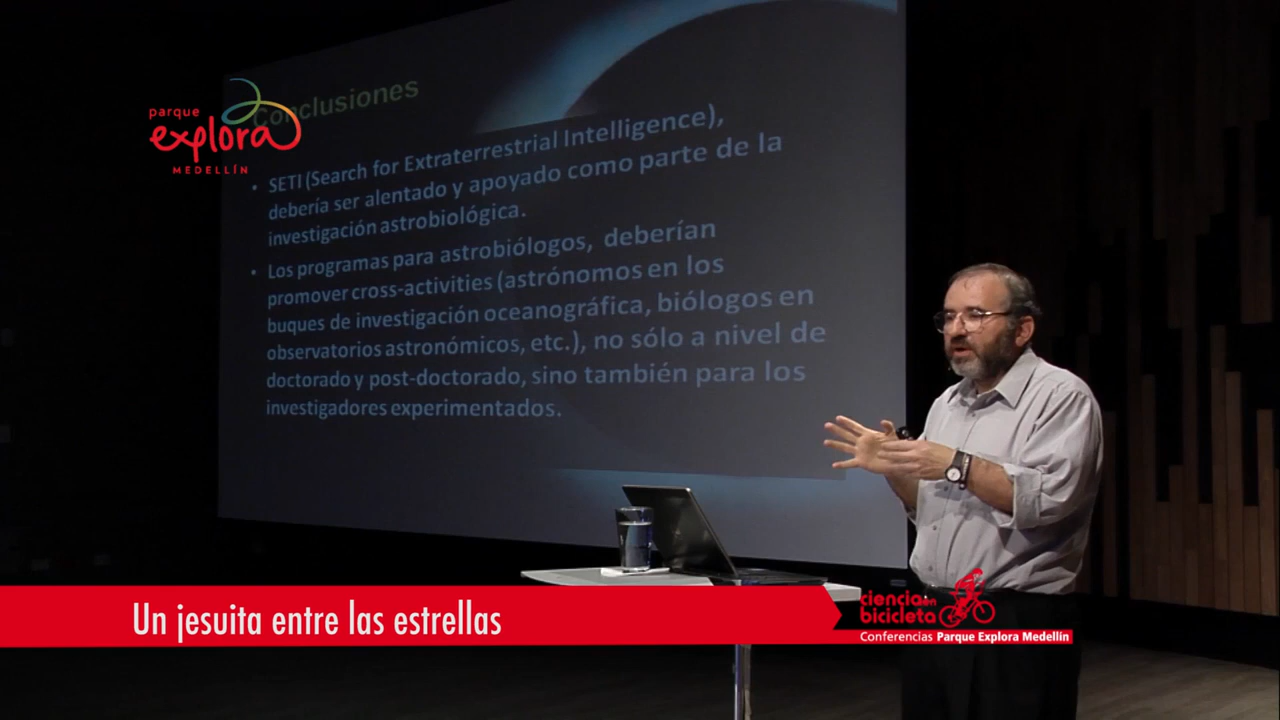 parque
explora
MEDELLÍN
Conclusiones
• SETI (Search for Extraterrestrial Intelligence),
debería ser alentado y apoyado como parte de la
investigación astrobiológica.
• Los programas para astrobiólogos, deberían
promover cross-activities (astrónomos en los
buques de investigación oceanográfica, biólogos en
observatorios astronómicos, etc.), no sólo a nivel de
doctorado y post-doctorado, sino también para los
investigadores experimentados.
Un jesuita entre las estrellas
ciencia en
bicicleta
Conferencias Parque Explora Medellín